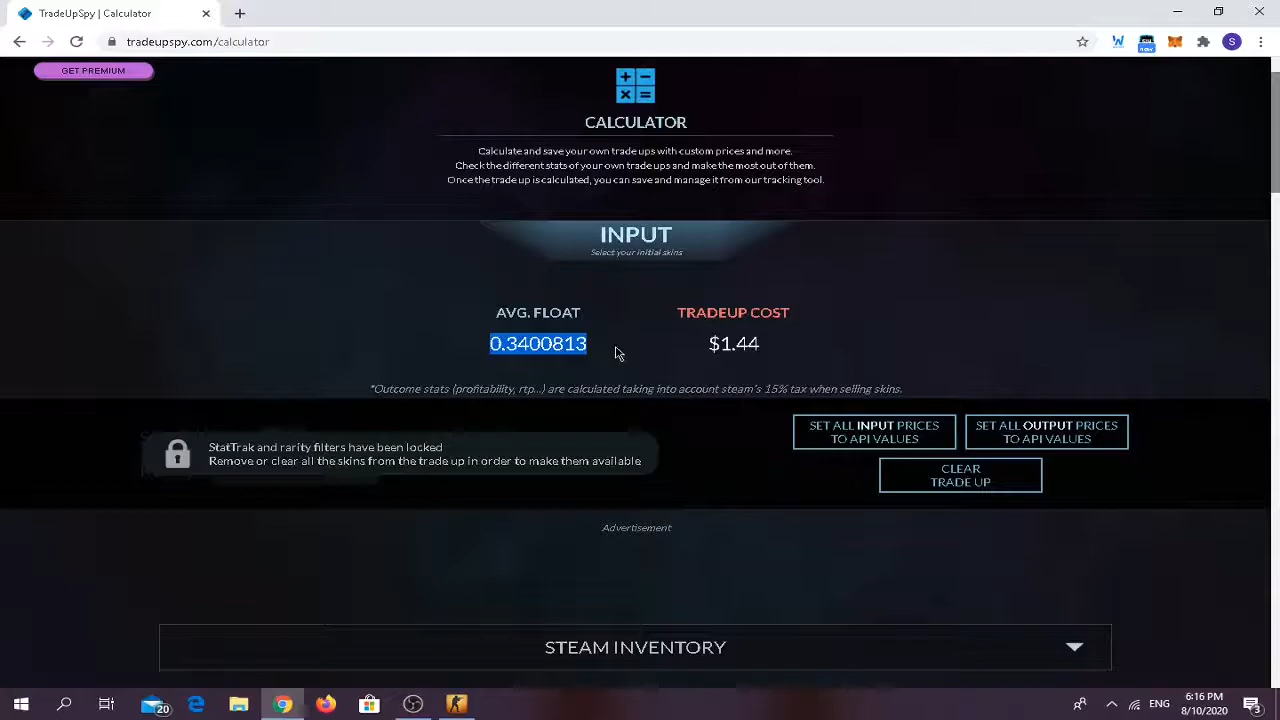 TradeUpSpy | Calculator
tradeupspy.com/calculator
W
now
S
GET PREMIUM
CALCULATOR
Calculate and save your own trade ups with custom prices and more.
Check the different stats of your own trade ups and make the most out of them.
Once the trade up is calculated, you can save and manage it from our tracking tool.
INPUT
Select your initial skins
AVG. FLOAT
TRADEUP COST
0.3400813
$1.44
*Outcome stats (profitability, rtp...) are calculated taking into account steam's 15% tax when selling skins.
SET ALL INPUT PRICES
TO API VALUES
SET ALL OUTPUT PRICES
TO API VALUES
StatTrak and rarity filters have been locked
Remove or clear all the skins from the trade up in order to make them available
CLEAR
TRADE UP
Advertisement
STEAM INVENTORY
20
ENG
6:16 PM
8/10/2020
3